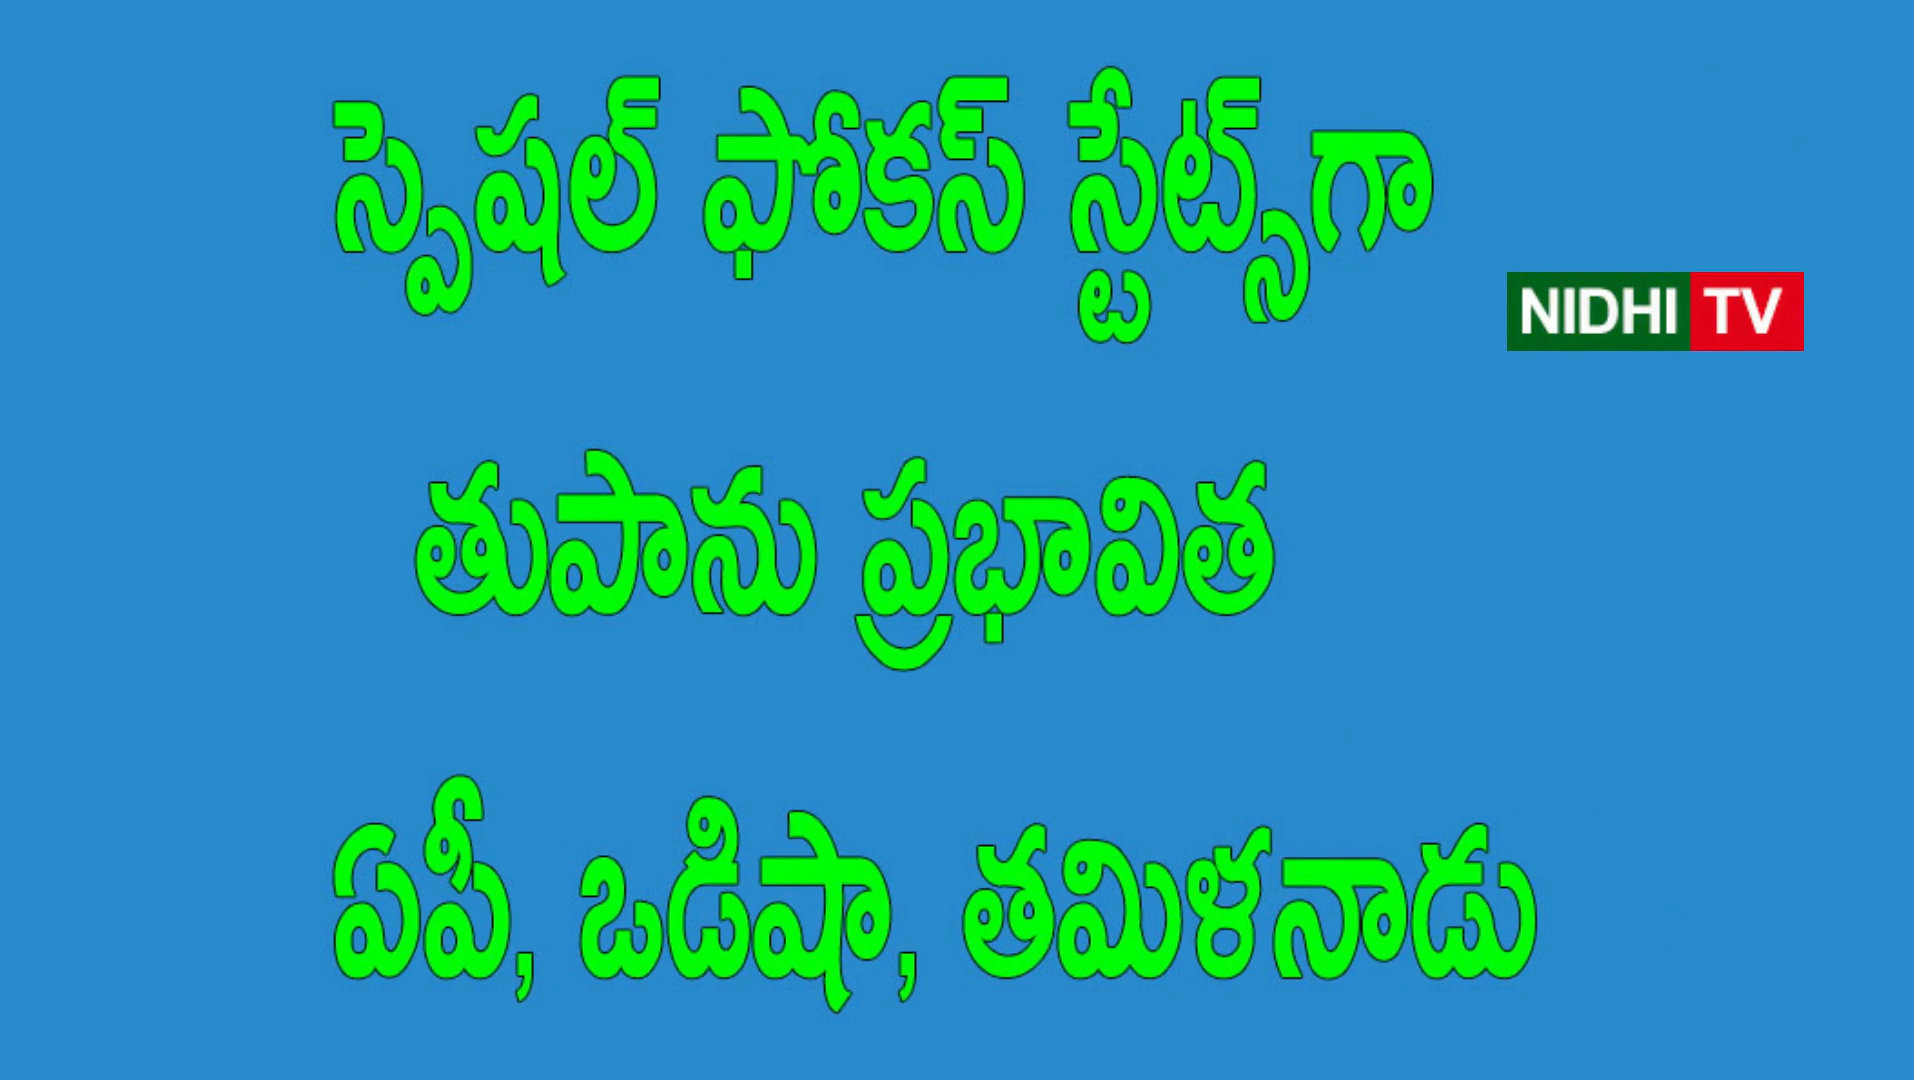 స్పెషల్ ఫోకస్ స్టేట్స్‌గా
NIDHI TV
తుపాను ప్రభావిత
ఏపీ, ఒడిషా, తమిళనాడు